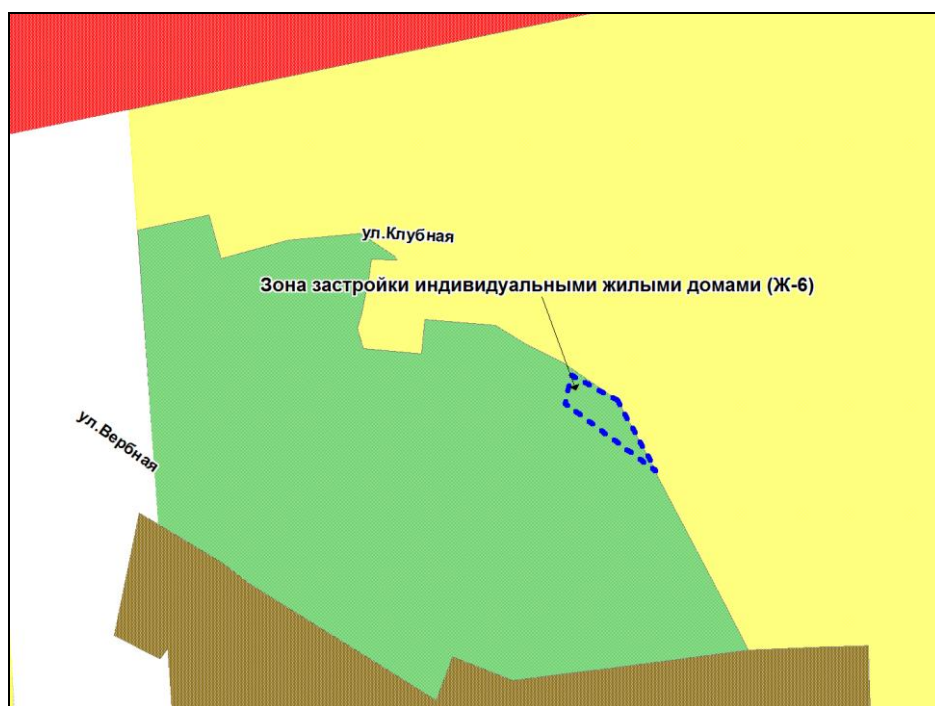 ул.Клубная
Зона застройки индивидуальными жилыми домами (Ж-6)
ул.Вербная